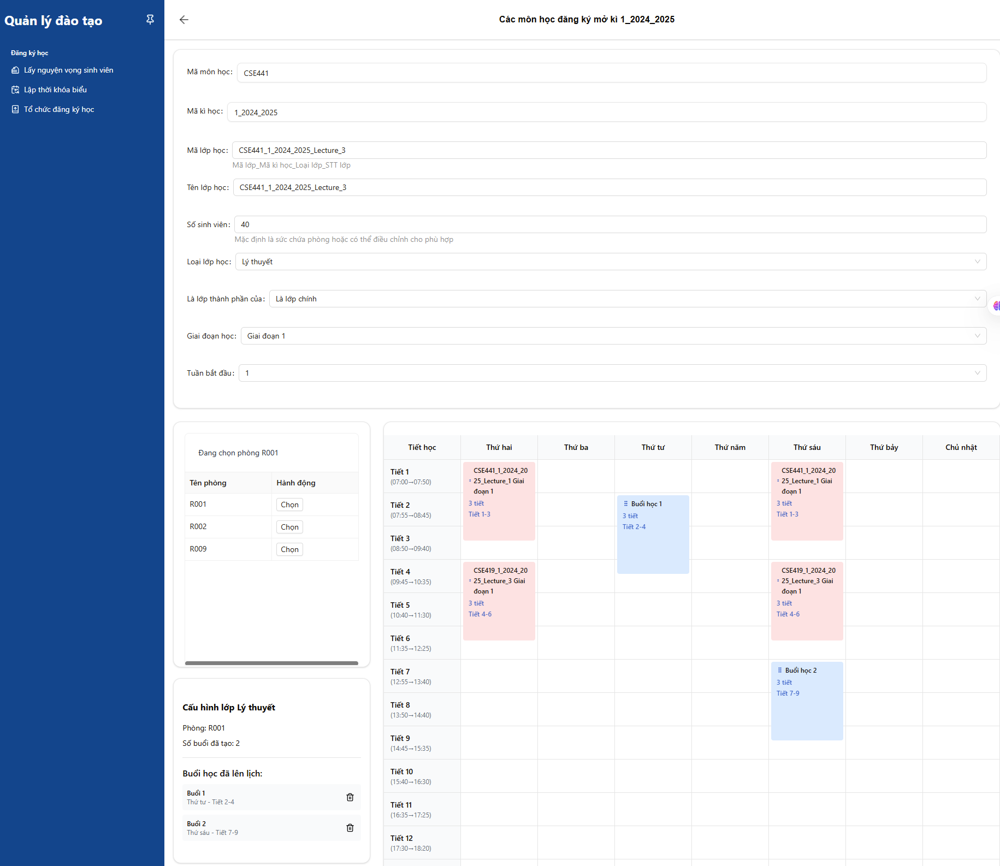 Quản lý đào tạo
Đăng ký học
Lấy nguyện vọng sinh viên
Lập thời khóa biểu
Tổ chức đăng ký học
Các môn học đăng ký mở kì 1_2024_2025
Mã môn học: CSE441
Mã kì học: 1_2024_2025
Mã lớp học: CSE441_1_2024_2025_Lecture_3
Mã lớp_Mã kì học_Loại lớp_STT lớp
Tên lớp học: CSE441_1_2024_2025_Lecture_3
Số sinh viên: 40
Mặc định là sức chứa phòng hoặc có thể điều chỉnh cho phù hợp
Loại lớp học: Lý thuyết
Là lớp thành phần của: Là lớp chính
Giai đoạn học: Giai đoạn 1
Tuần bắt đầu: 1
Đang chọn phòng R001
Tên phòng Hành động
R001 Chọn
R002 Chọn
R009 Chọn
Cấu hình lớp Lý thuyết
Phòng: R001
Số buổi đã tạo: 2
Buổi học đã lên lịch:
Buổi 1
Thứ tư - Tiết 2-4
Buổi 2
Thứ sáu - Tiết 7-9
Tiết học Thứ hai Thứ ba Thứ tư Thứ năm Thứ sáu Thứ bảy Chủ nhật
Tiết 1
(07:00→07:50)
Tiết 2
(07:55→08:45)
Tiết 3
(08:50→09:40)
Tiết 4
(09:45→10:35)
Tiết 5
(10:40→11:30)
Tiết 6
(11:35→12:25)
Tiết 7
(12:55→13:40)
Tiết 8
(13:50→14:40)
Tiết 9
(14:45→15:35)
Tiết 10
(15:40→16:30)
Tiết 11
(16:35→17:25)
Tiết 12
(17:30→18:20)
CSE441_1_2024_20
25_Lecture_1 Giai
đoạn 1
3 tiết
Tiết 1-3
CSE419_1_2024_20
25_Lecture_3 Giai
đoạn 1
3 tiết
Tiết 4-6
Buổi học 1
3 tiết
Tiết 2-4
CSE441_1_2024_20
25_Lecture_1 Giai
đoạn 1
3 tiết
Tiết 1-3
CSE419_1_2024_20
25_Lecture_3 Giai
đoạn 1
3 tiết
Tiết 4-6
Buổi học 2
3 tiết
Tiết 7-9